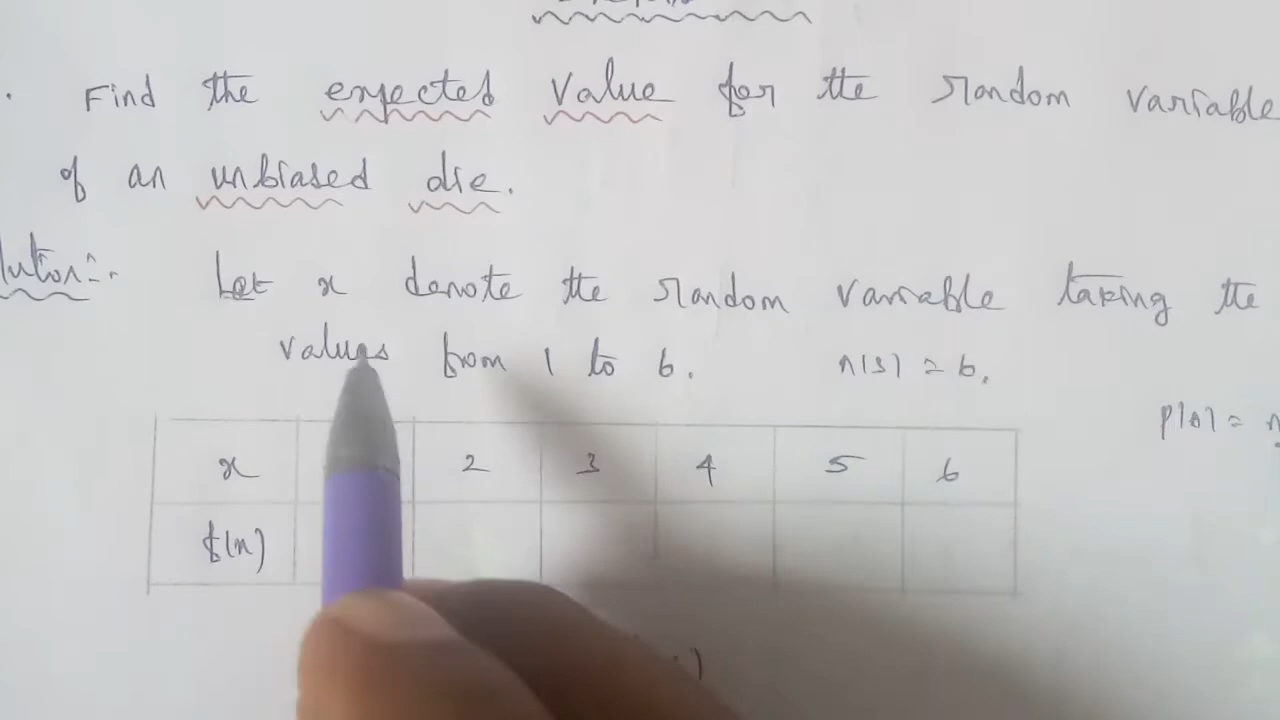 Find the expected value for the random variable
of an unbiased die.
lution:-
Let x denote the random variable taking the
values from 1 to 6. n(s) = 6.
p(a) = n
x 2 3 4 5 6
f(x)
)